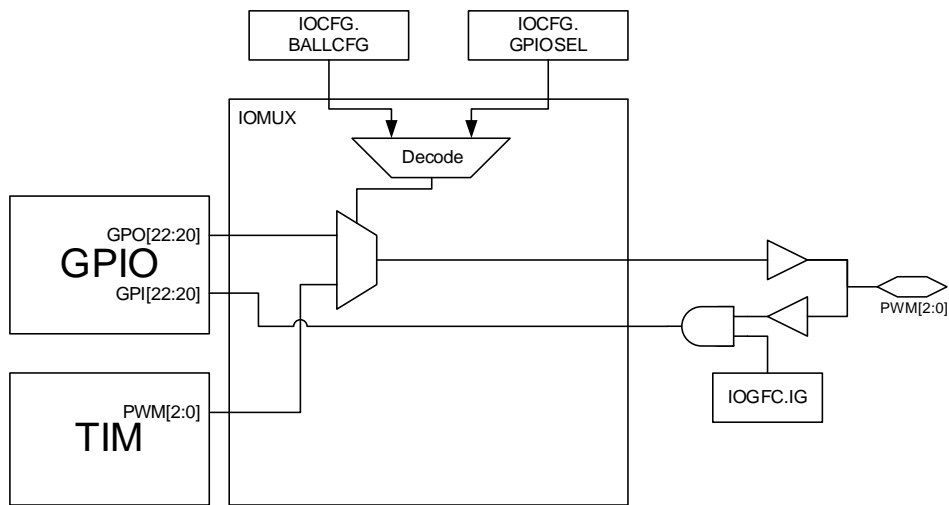 IOCFG.
BALLCFG
IOCFG.
GPIOSEL
IOMUX
Decode
GPO[22:20]
GPIO
GPI[22:20]
PWM[2:0]
IOGFC.IG
PWM[2:0]
TIM